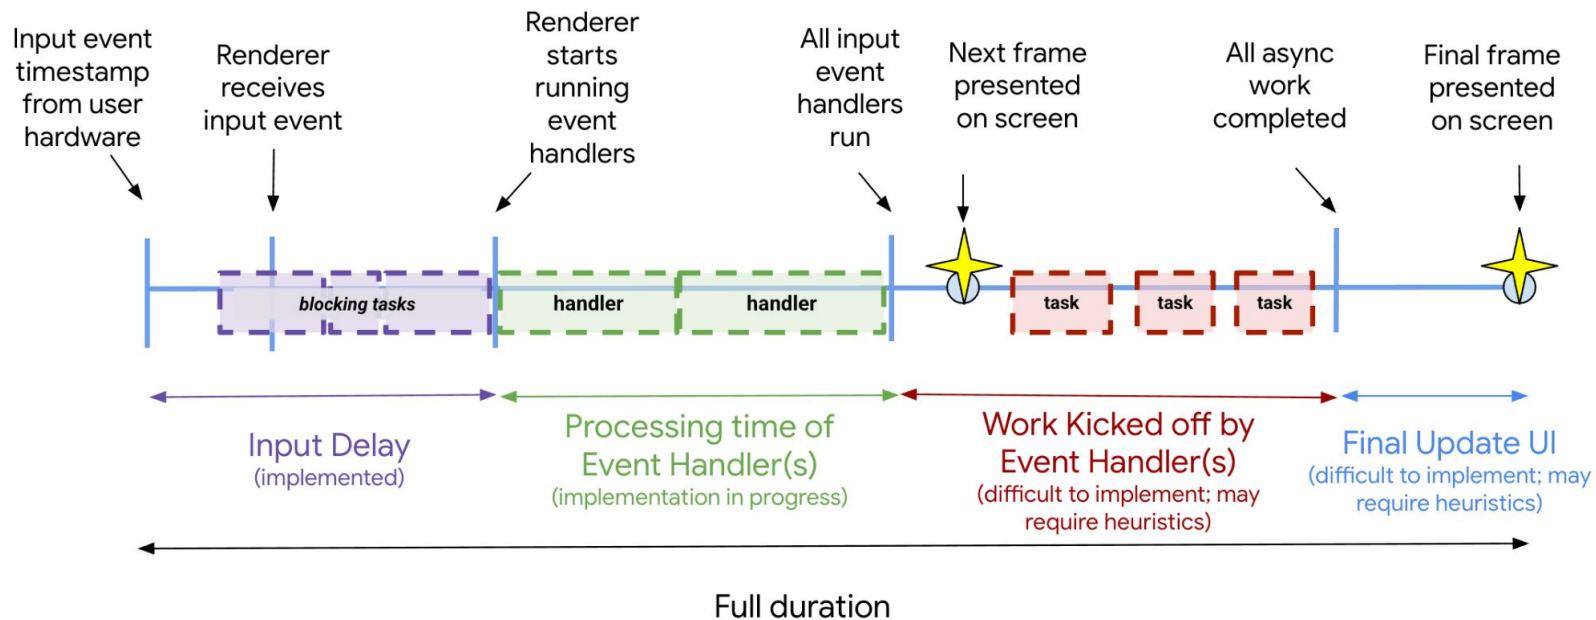 Input event
timestamp
from user
hardware
Renderer
receives
input event
Renderer
starts
running
event
handlers
All input
event
handlers
run
Next frame
presented
on screen
All async
work
completed
Final frame
presented
on screen
blocking tasks
handler
handler
task
task
task
Input Delay
(implemented)
Processing time of
Event Handler(s)
(implementation in progress)
Work Kicked off by
Event Handler(s)
(difficult to implement; may
require heuristics)
Final Update UI
(difficult to implement; may
require heuristics)
Full duration